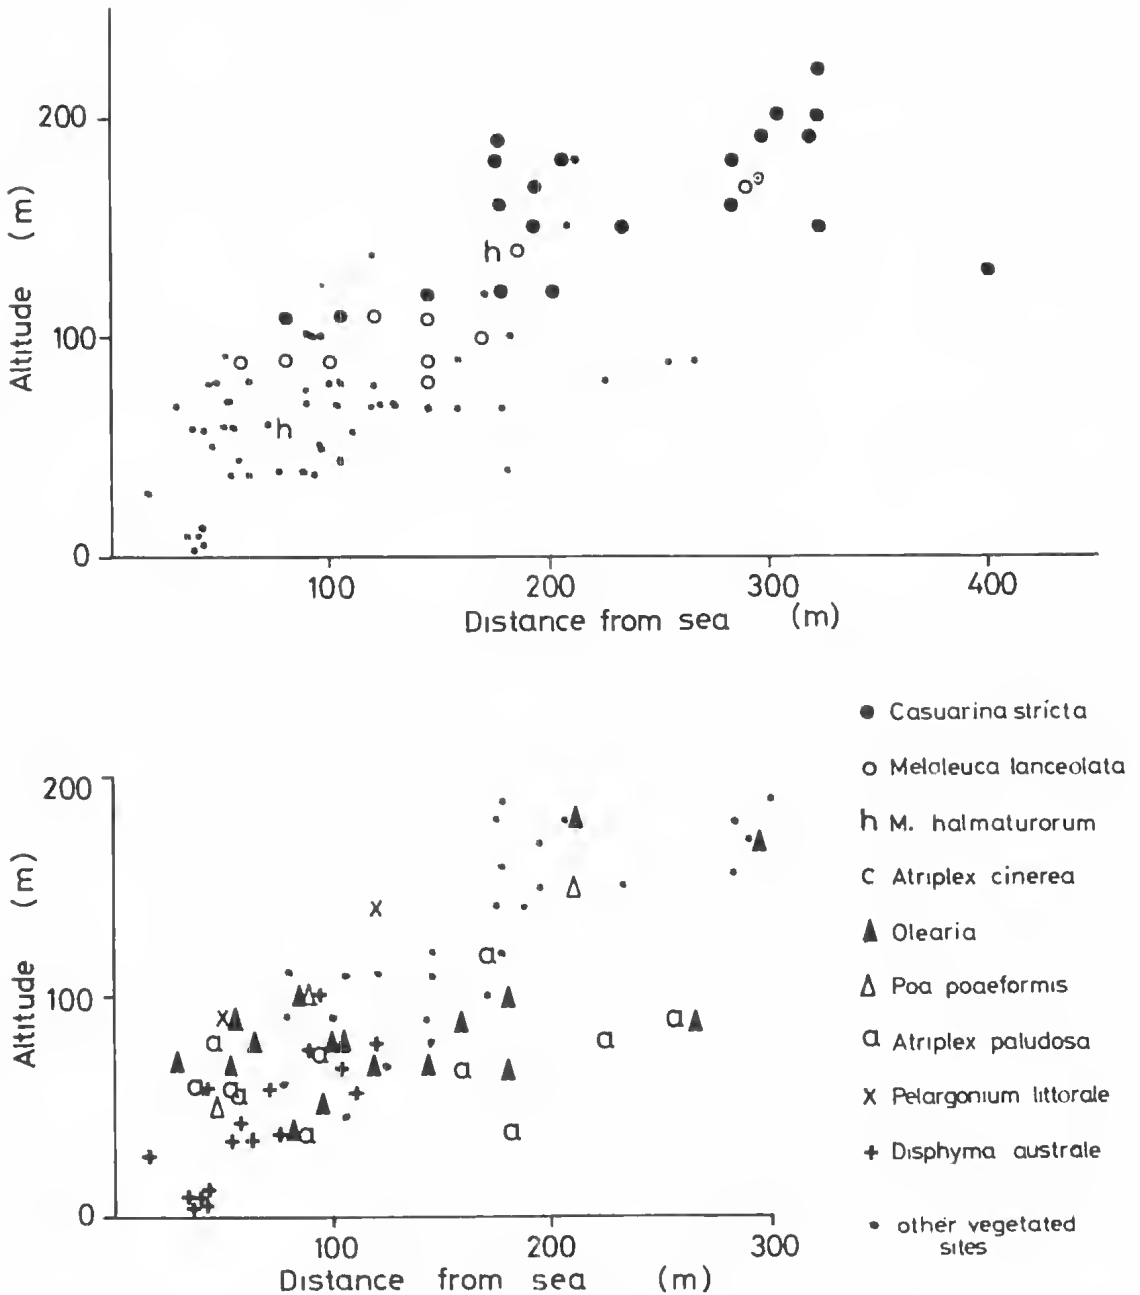 200
100
0
Altitude (m)
h
h
100
200
300
400
Distance from sea (m)
200
100
0
Altitude (m)
x
a
x
a
a
a
a
a
a
a
a
a
a
100
200
300
Distance from sea (m)
Casuarina stricta
Melaleuca lanceolata
h M. halmaturorum
c Atriplex cinerea
Olearia
Poa poaeformis
a Atriplex paludosa
x Pelargonium littorale
+ Disphyma australe
other vegetated
sites